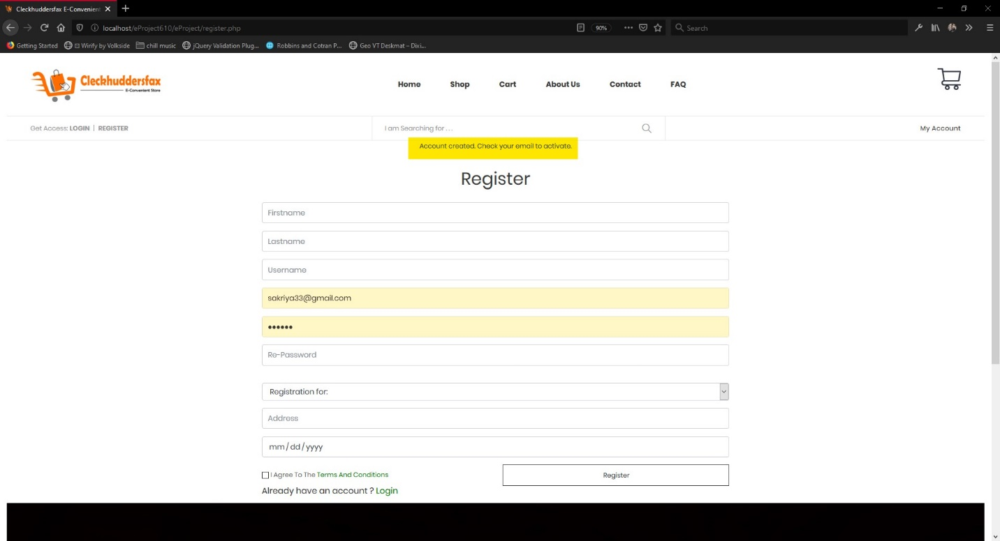 Cleckhuddersfax E-Convenient
localhost/eProject610/eProject/register.php
90%
Search
Getting Started
Wirify by Volkside
chill music
jQuery Validation Plug...
Robbins and Cotran P...
Geo VT Deskmat – Dixi...
Cleckhuddersfax
E-Convenient Store
Home Shop Cart About Us Contact FAQ
Get Access: LOGIN | REGISTER
I am Searching for . . .
My Account
Account created. Check your email to activate.
Register
Firstname
Lastname
Username
sakriya33@gmail.com
••••••
Re-Password
Registration for:
Address
mm / dd / yyyy
I Agree To The Terms And Conditions
Register
Already have an account ? Login